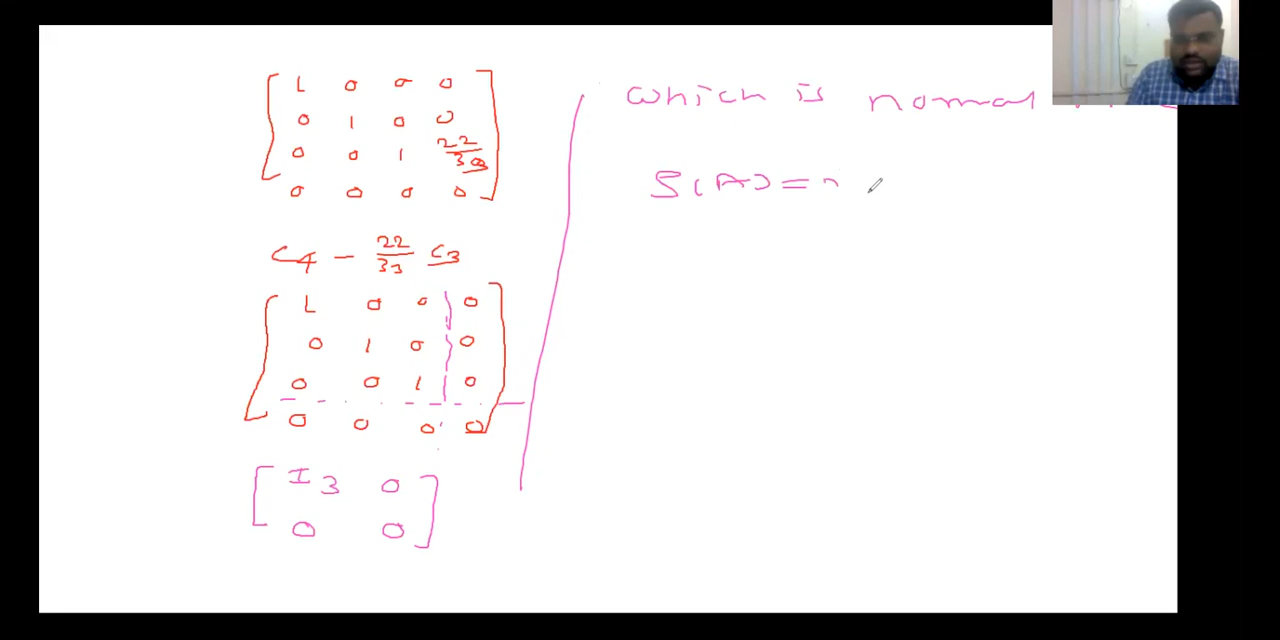 1 0 0 0
0 1 0 0
0 0 1 22/33
0 0 0 0
C4 - 22/33 C3
1 0 0 0
0 1 0 0
0 0 1 0
0 0 0 0
I3 0
0 0
which is normal
ρ(A) =